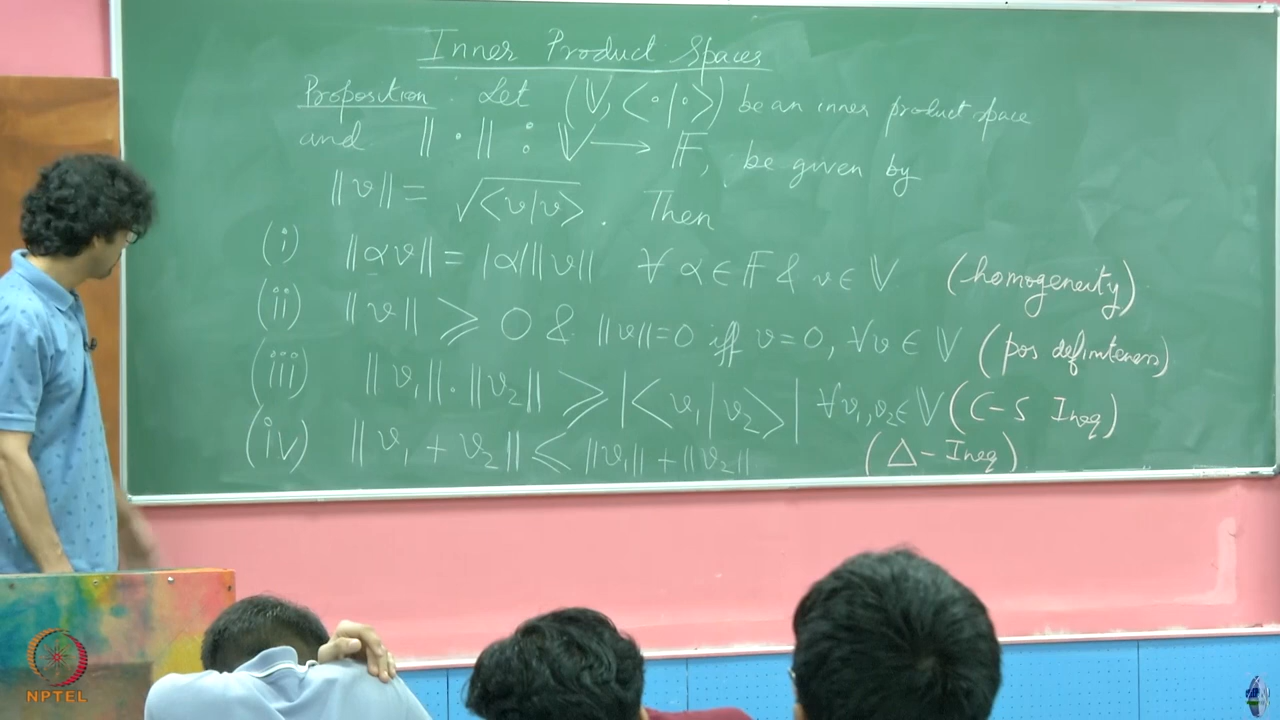 Inner Product Spaces
Proposition : Let (𝕍, <·|·>) be an inner product space
and ‖·‖ : 𝕍 → 𝔽, be given by
‖v‖ = √<v|v> . Then
(i) ‖αv‖ = |α|‖v‖ ∀ α ∈ 𝔽 & v ∈ 𝕍 (homogeneity)
(ii) ‖v‖ ⩾ 0 & ‖v‖=0 iff v=0, ∀v ∈ 𝕍 (pos definiteness)
(iii) ‖v₁‖·‖v₂‖ ⩾ |<v₁|v₂>| ∀v₁,v₂∈ 𝕍 (C-S Ineq)
(iv) ‖v₁ + v₂‖ ⩽ ‖v₁‖+‖v₂‖ (Δ-Ineq)
NPTEL